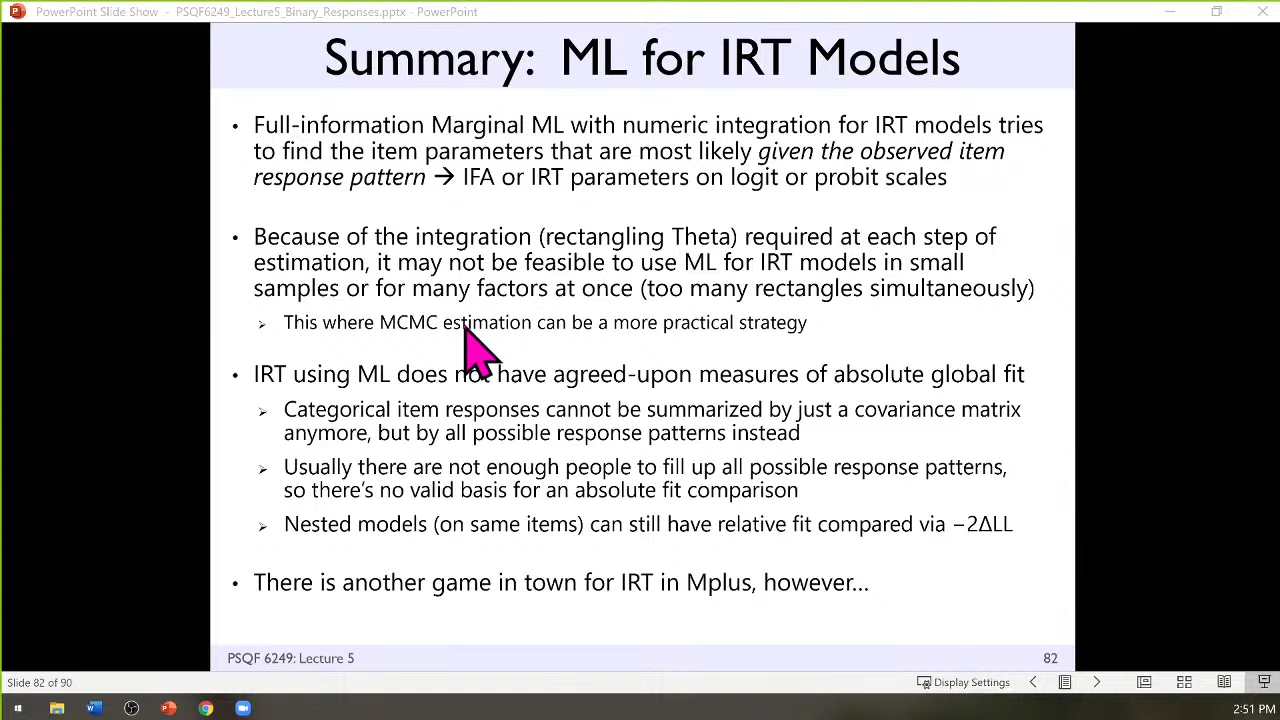 PowerPoint Slide Show - PSQF6249_Lecture5_Binary_Responses.pptx - PowerPoint
Summary: ML for IRT Models
• Full-information Marginal ML with numeric integration for IRT models tries
to find the item parameters that are most likely given the observed item
response pattern → IFA or IRT parameters on logit or probit scales
• Because of the integration (rectangling Theta) required at each step of
estimation, it may not be feasible to use ML for IRT models in small
samples or for many factors at once (too many rectangles simultaneously)
➢ This where MCMC estimation can be a more practical strategy
• IRT using ML does not have agreed-upon measures of absolute global fit
➢ Categorical item responses cannot be summarized by just a covariance matrix
anymore, but by all possible response patterns instead
➢ Usually there are not enough people to fill up all possible response patterns,
so there’s no valid basis for an absolute fit comparison
➢ Nested models (on same items) can still have relative fit compared via −2ΔLL
• There is another game in town for IRT in Mplus, however…
PSQF 6249: Lecture 5 82
Slide 82 of 90 Display Settings
2:51 PM